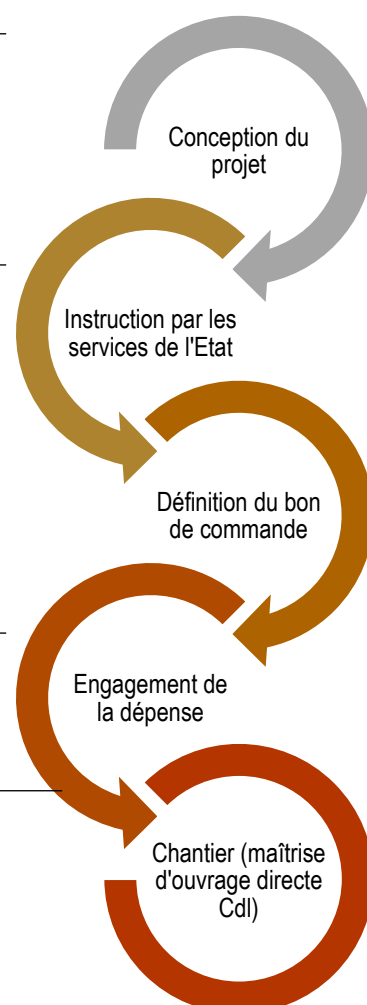 Conception du
projet
Instruction par les
services de l'Etat
Définition du bon
de commande
Engagement de
la dépense
Chantier (maîtrise
d'ouvrage directe
Cdl)